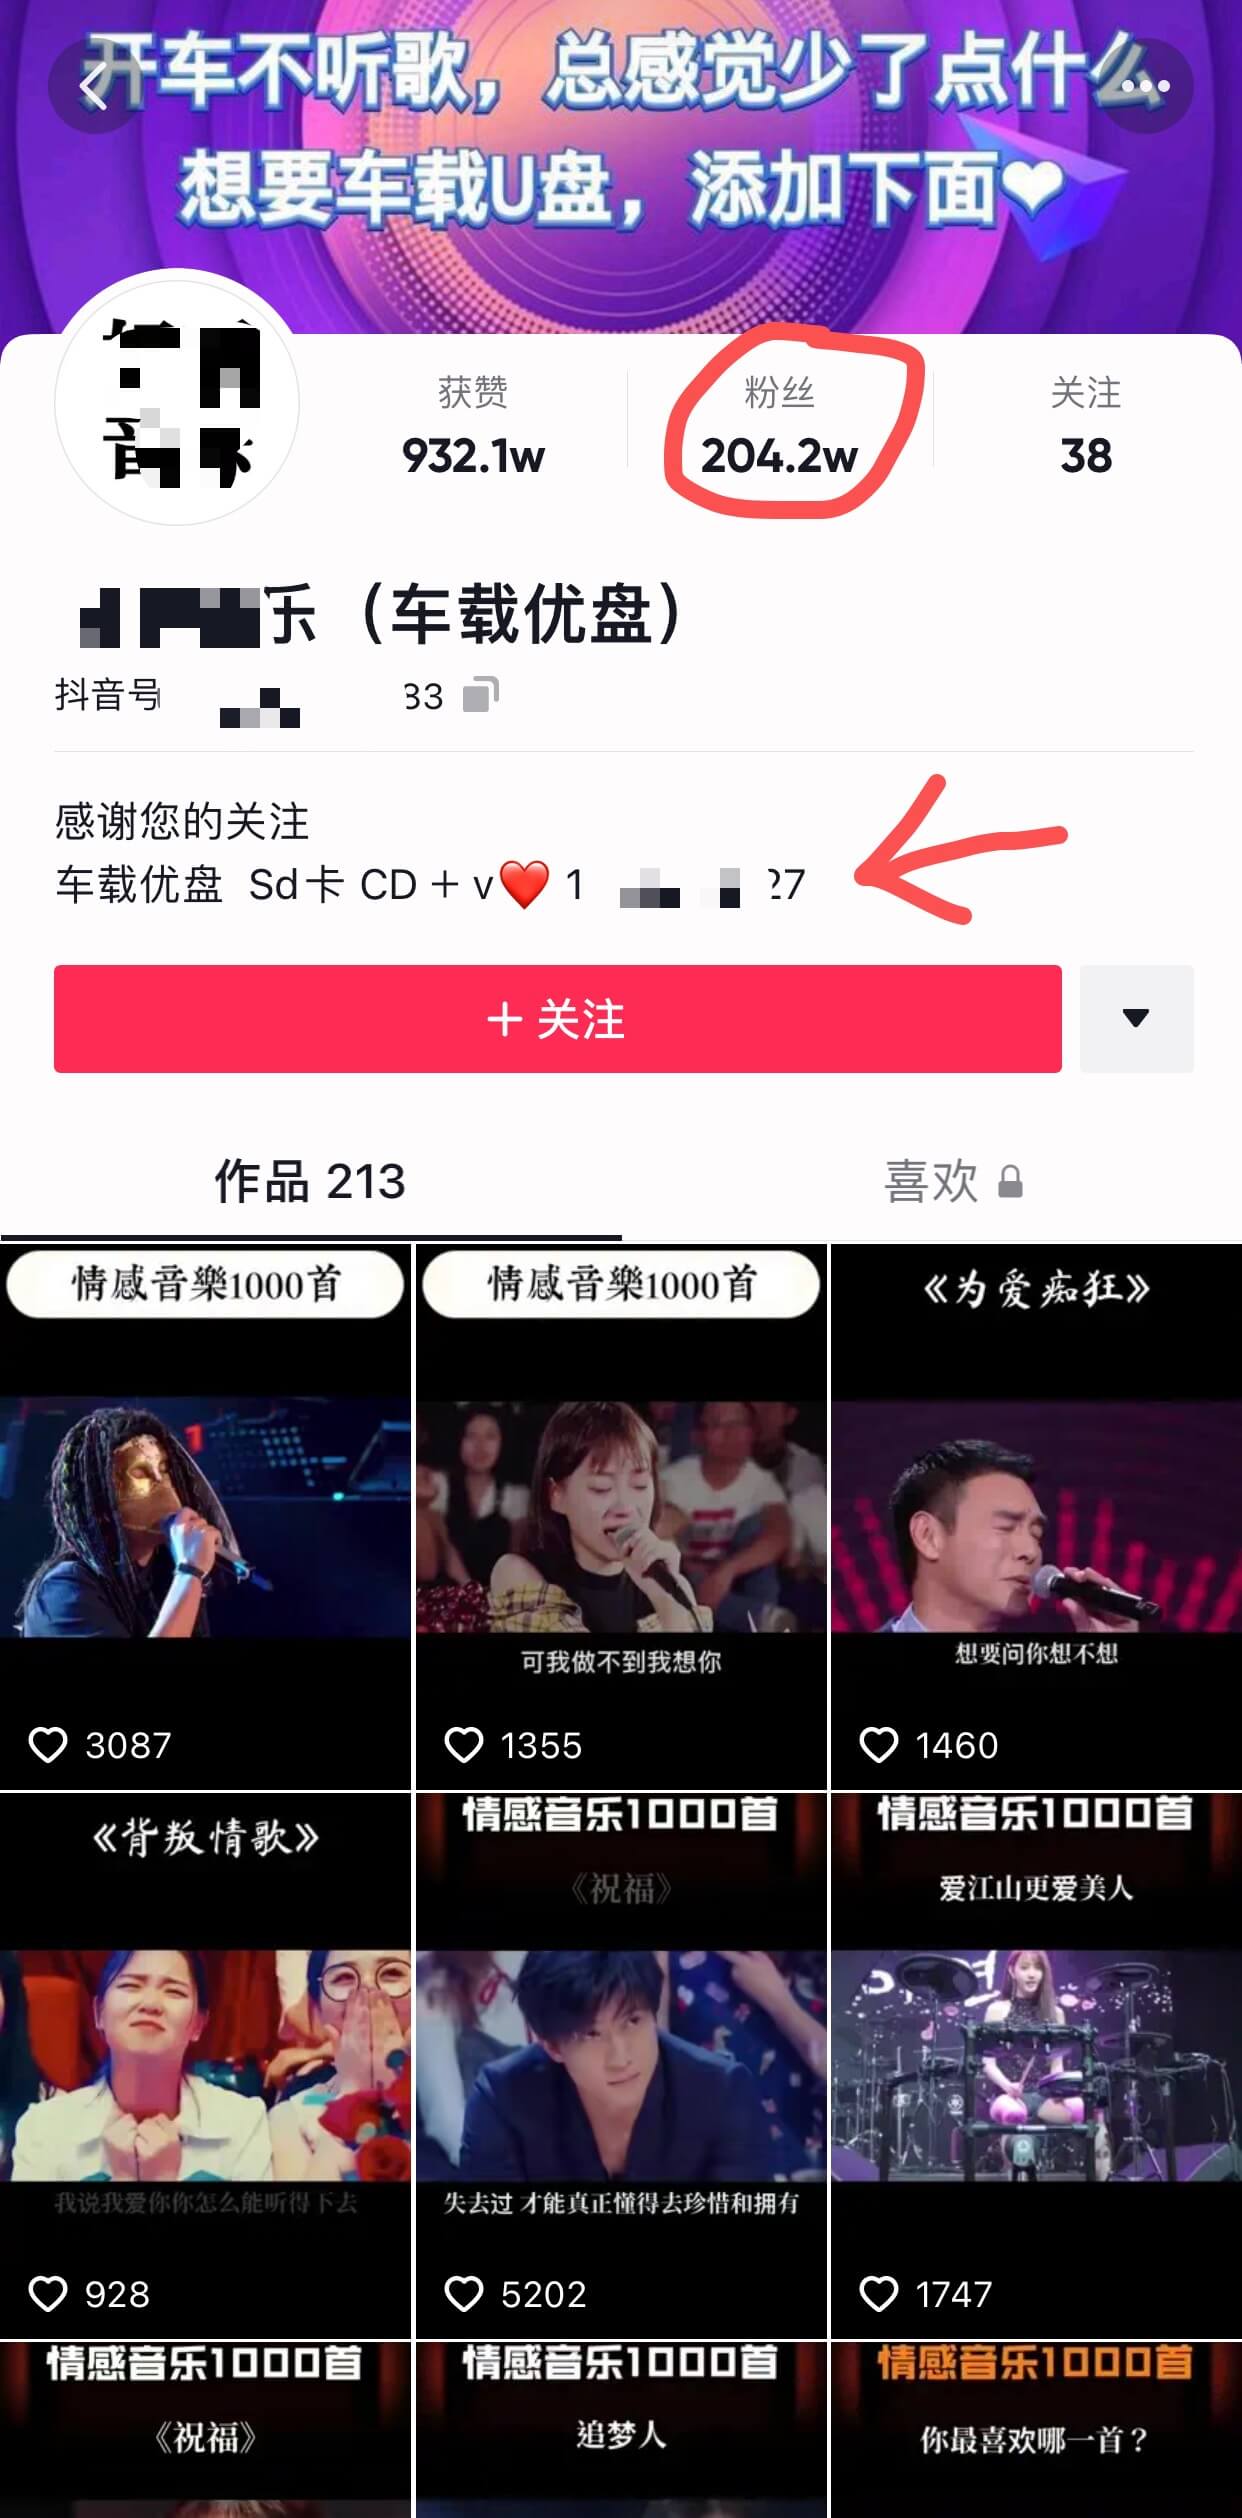 开车不听歌，总感觉少了点什么
想要车载U盘，添加下面❤
获赞 粉丝 关注
932.1w 204.2w 38
乐（车载优盘）
抖音号 33
感谢您的关注
车载优盘 Sd卡 CD＋v❤️ 1 27
＋关注
作品 213 喜欢
情感音樂1000首
3087
情感音樂1000首
可我做不到我想你
1355
《为爱痴狂》
想要问你想不想
1460
《背叛情歌》
我说我爱你你怎么能听得下去
928
情感音乐1000首
《祝福》
失去过 才能真正懂得去珍惜和拥有
5202
情感音乐1000首
爱江山更爱美人
1747
情感音乐1000首
《祝福》
情感音乐1000首
追梦人
情感音乐1000首
你最喜欢哪一首？